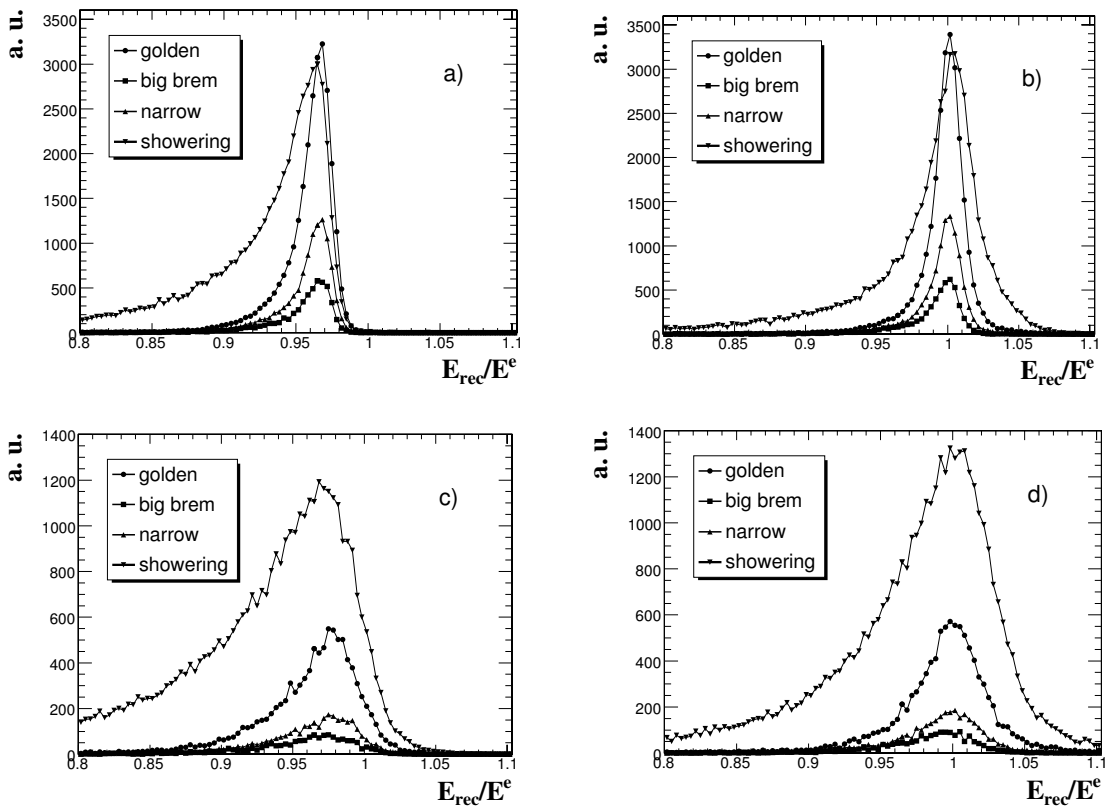 a. u.
3500
3000
2500
2000
1500
1000
500
0
golden
big brem
narrow
showering
a)
0.8 0.85 0.9 0.95 1 1.05 1.1
E_rec/E^e
a. u.
3500
3000
2500
2000
1500
1000
500
0
golden
big brem
narrow
showering
b)
0.8 0.85 0.9 0.95 1 1.05 1.1
E_rec/E^e
a. u.
1400
1200
1000
800
600
400
200
0
golden
big brem
narrow
showering
c)
0.8 0.85 0.9 0.95 1 1.05 1.1
E_rec/E^e
a. u.
1400
1200
1000
800
600
400
200
0
golden
big brem
narrow
showering
d)
0.8 0.85 0.9 0.95 1 1.05 1.1
E_rec/E^e